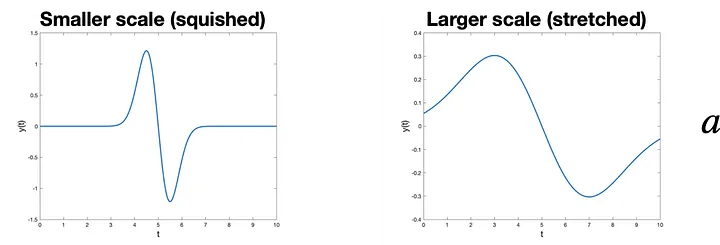 Smaller scale (squished)
1.5
1
0.5
0
-0.5
-1
-1.5
y(t)
0 1 2 3 4 5 6 7 8 9 10
t
Larger scale (stretched)
0.4
0.3
0.2
0.1
0
-0.1
-0.2
-0.3
-0.4
y(t)
0 1 2 3 4 5 6 7 8 9 10
t
a